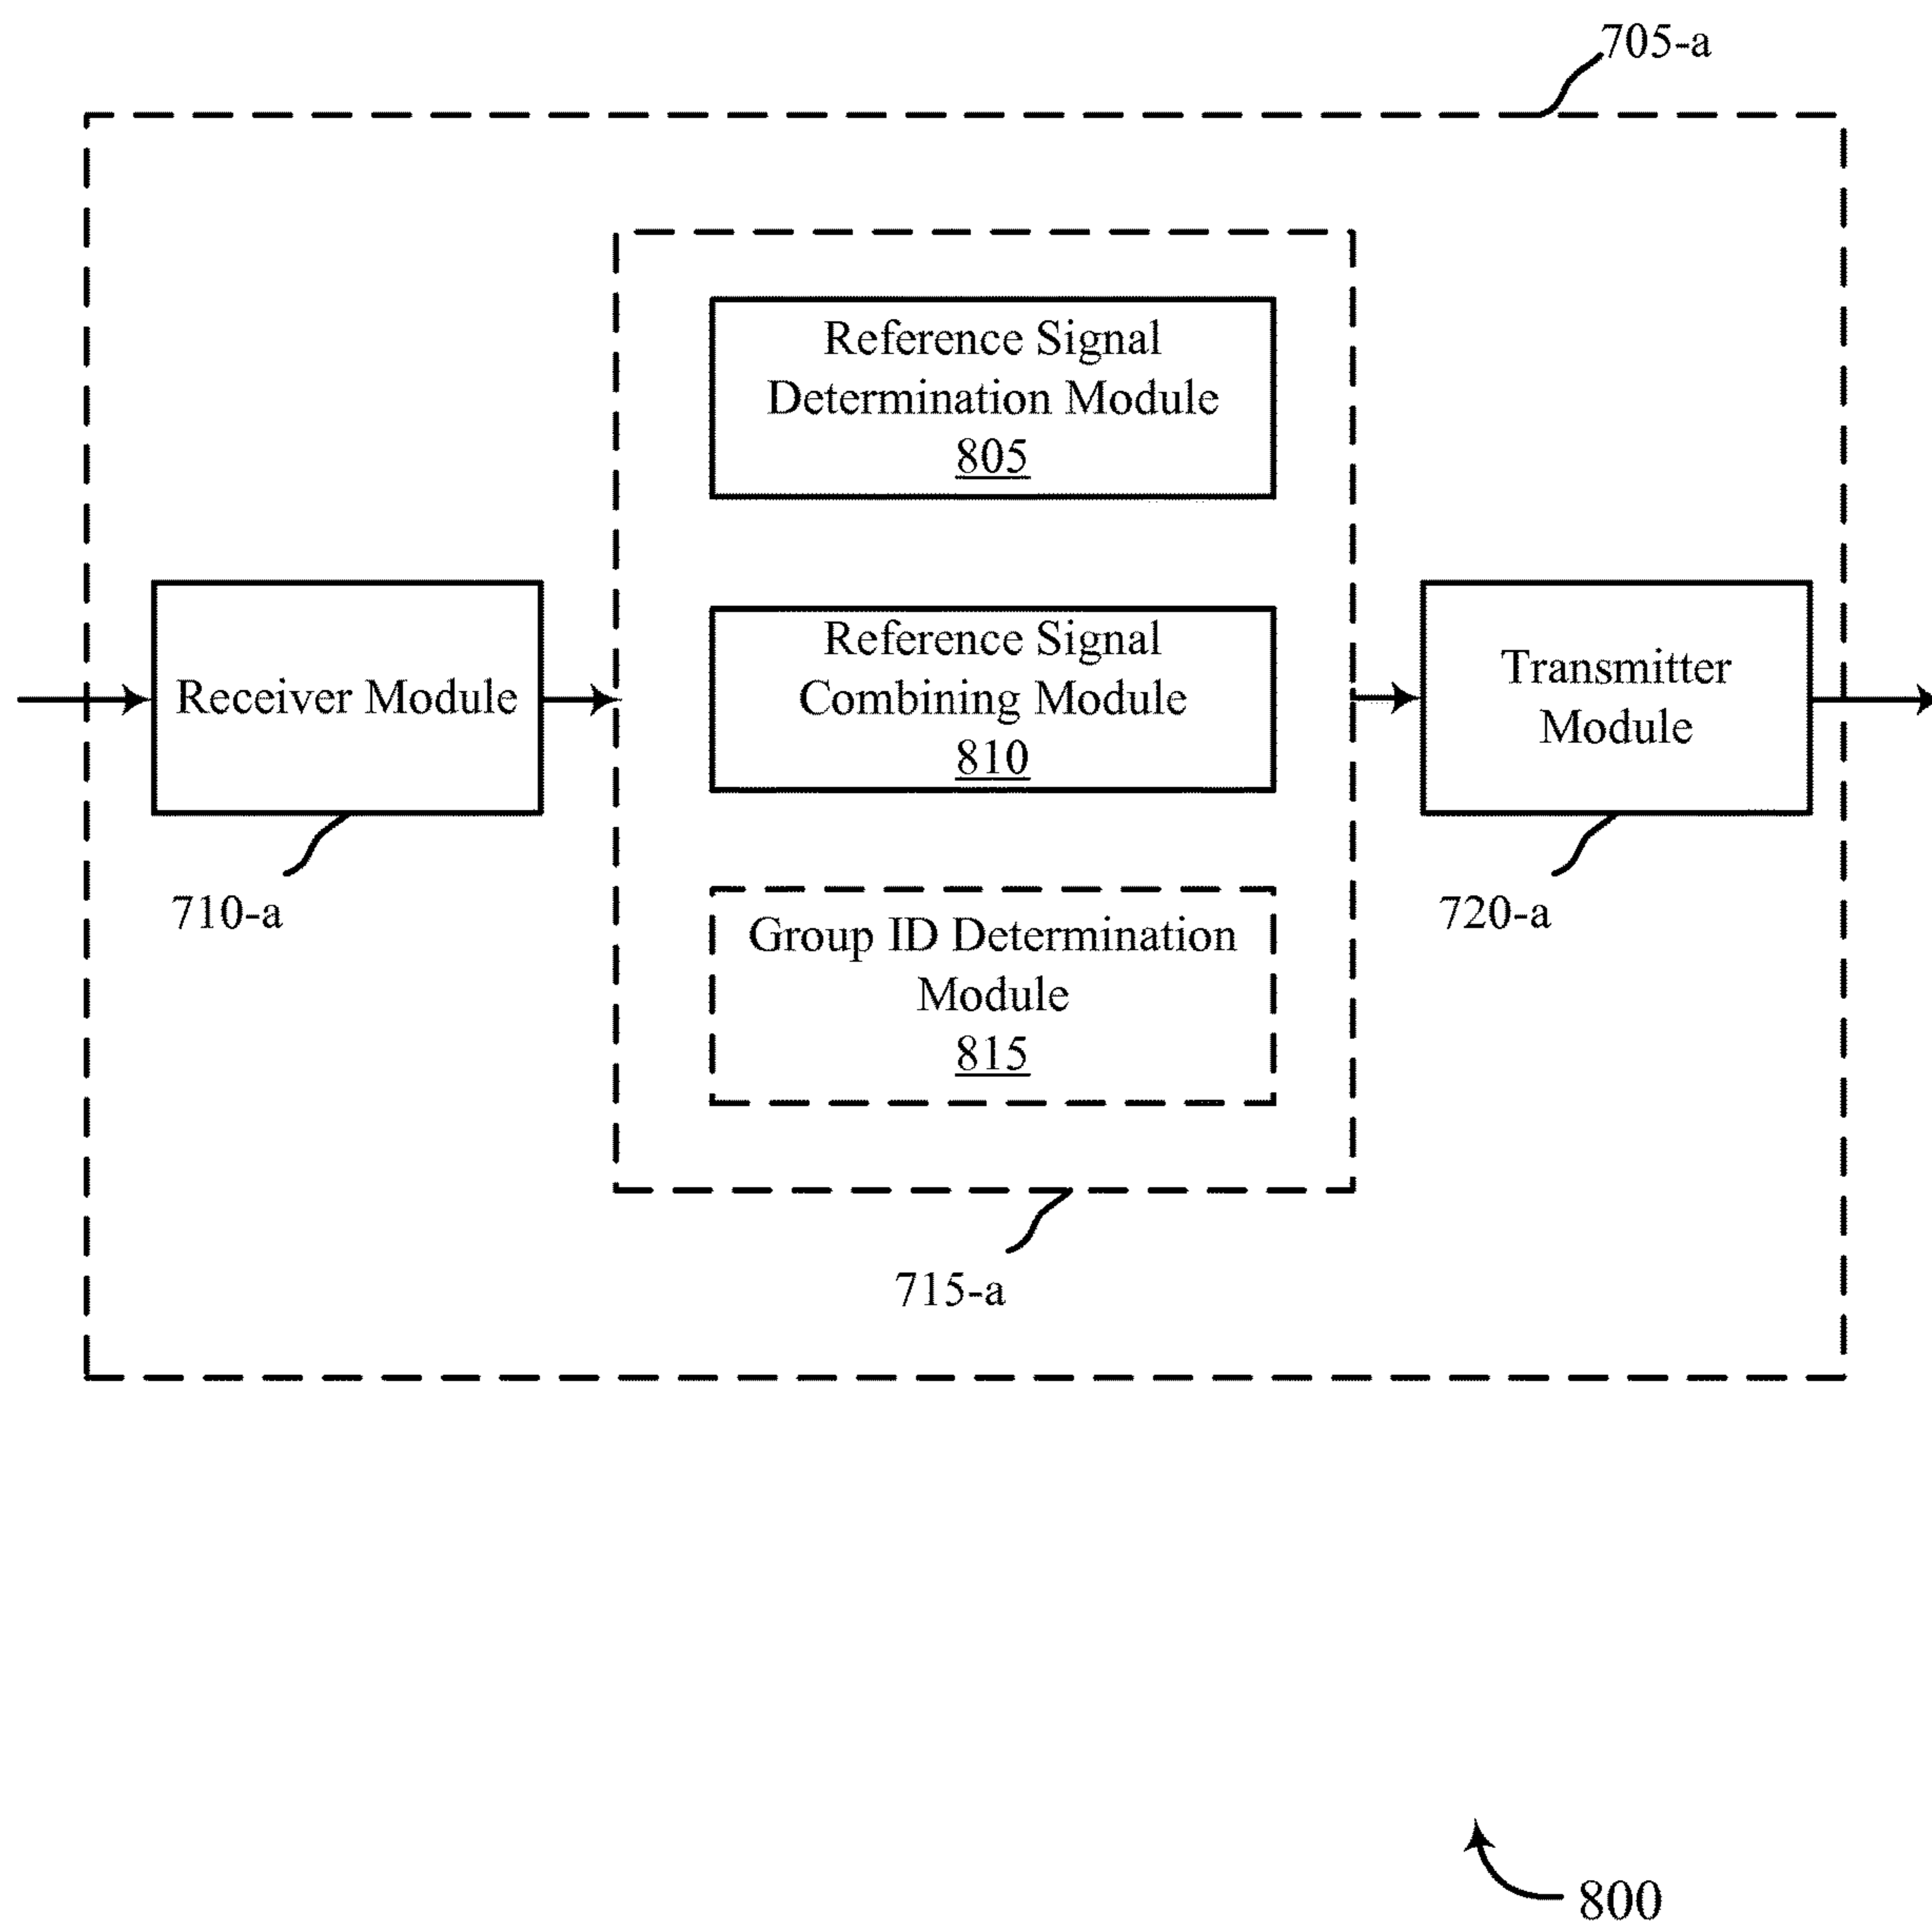 705-a
Reference Signal
Determination Module
805
Receiver Module
710-a
Reference Signal
Combining Module
810
Transmitter
Module
720-a
Group ID Determination
Module
815
715-a
800